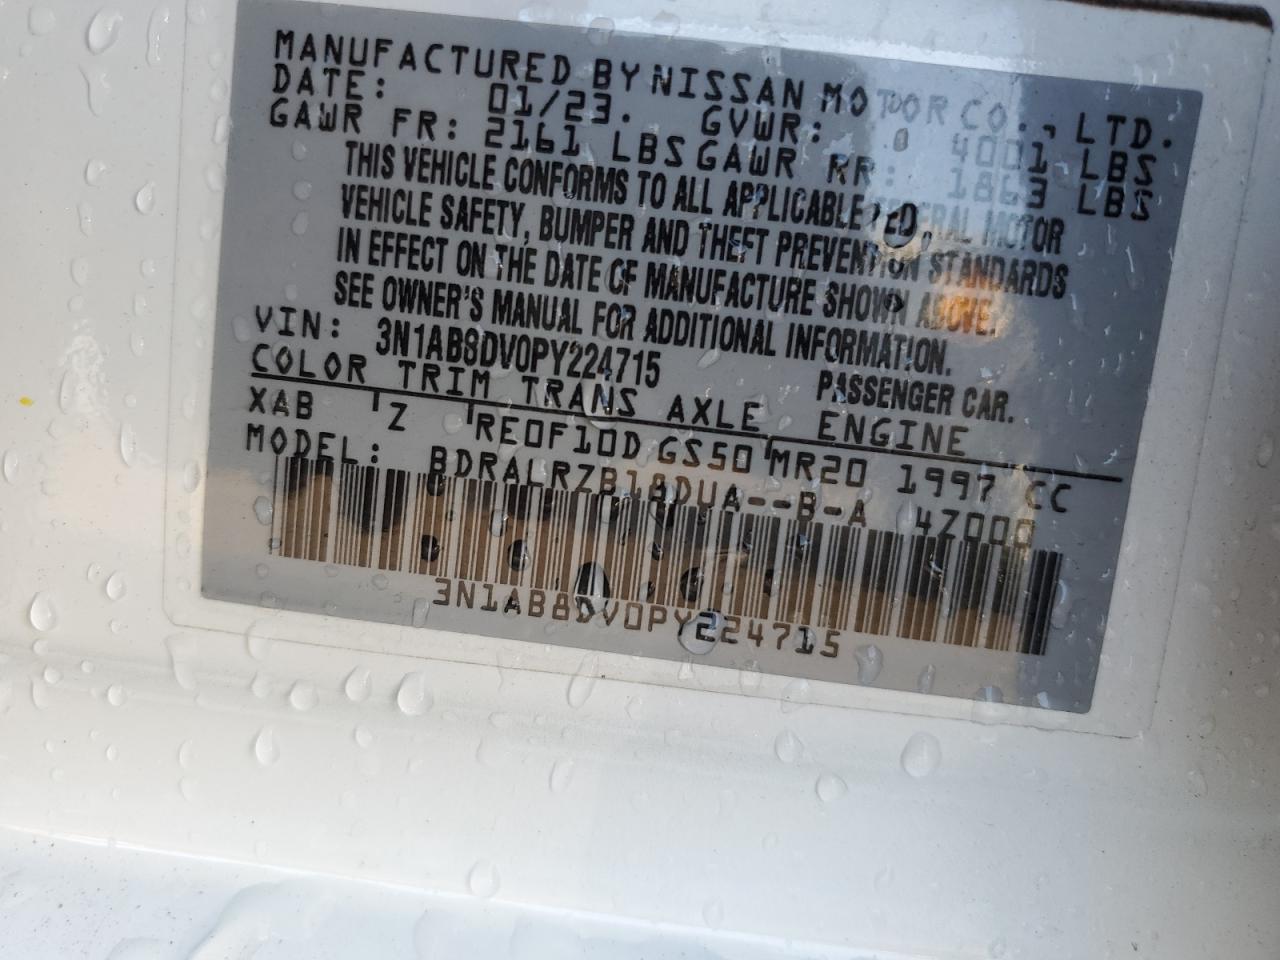 MANUFACTURED BY NISSAN MOTOR CO., LTD.
DATE: 01/23. GVWR: 4001 LBS
GAWR FR: 2161 LBS GAWR RR: 1863 LBS
THIS VEHICLE CONFORMS TO ALL APPLICABLE FEDERAL MOTOR
VEHICLE SAFETY, BUMPER AND THEFT PREVENTION STANDARDS
IN EFFECT ON THE DATE OF MANUFACTURE SHOWN ABOVE.
SEE OWNER'S MANUAL FOR ADDITIONAL INFORMATION.
VIN: 3N1AB8DV0PY224715 PASSENGER CAR.
COLOR TRIM TRANS AXLE ENGINE
XAB Z RE0F10D GS50 MR20 1997 CC
MODEL: BDRALRZB18DUA--B-A 4Z000
3N1AB8DV0PY224715